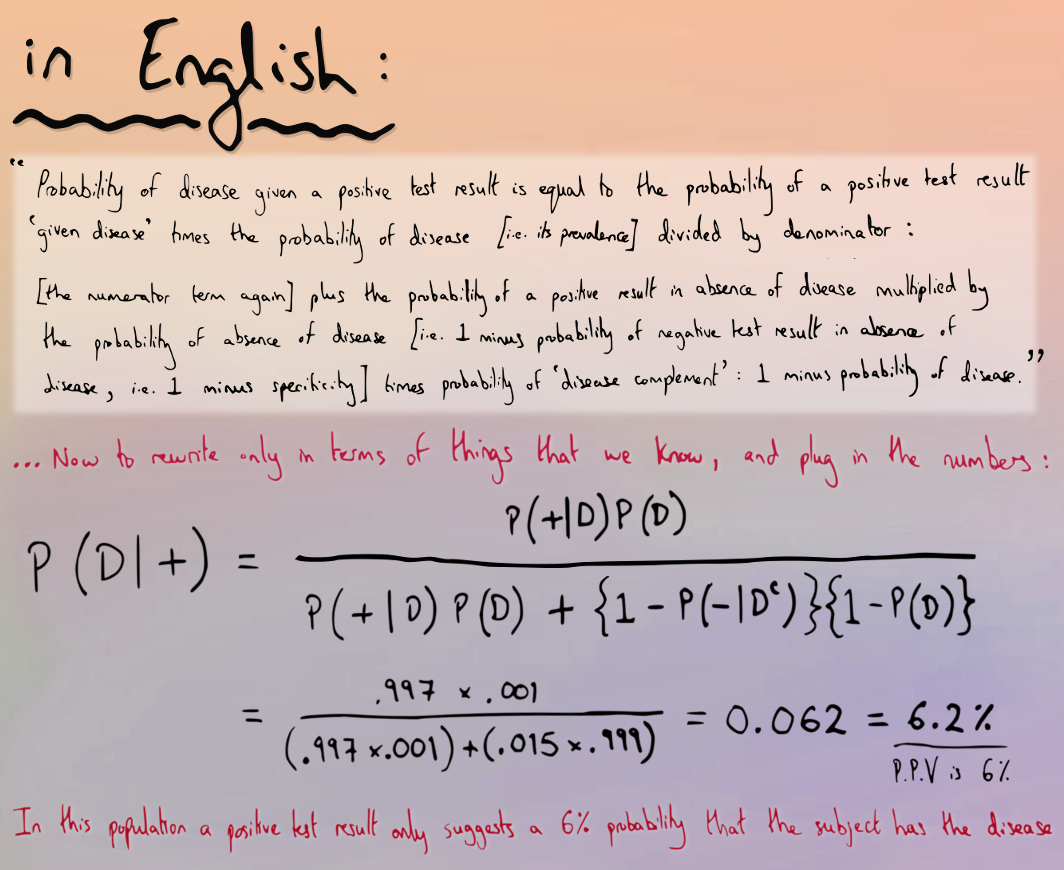 in English:
“Probability of disease given a positive test result is equal to the probability of a positive test result
‘given disease’ times the probability of disease [i.e. its prevalence] divided by denominator:
[the numerator term again] plus the probability of a positive result in absence of disease multiplied by
the probability of absence of disease [i.e. 1 minus probability of negative test result in absence of
disease, i.e. 1 minus specificity] times probability of ‘disease complement’: 1 minus probability of disease.”
...Now to rewrite only in terms of things that we know, and plug in the numbers:
P(D|+) = P(+|D)P(D)
P(+|D) P(D) + {1-P(-|Dᶜ)}{1-P(D)}
= .997 x .001
(.997 x.001)+(.015 x .999) = 0.062 = 6.2%
P.P.V is 6%
In this population a positive test result only suggests a 6% probability that the subject has the disease